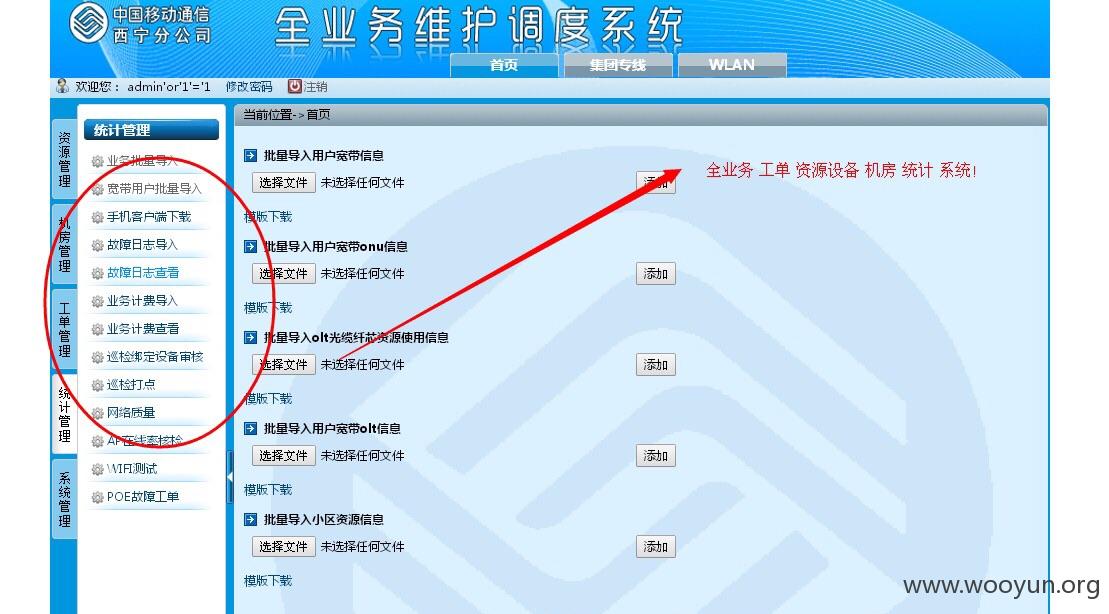 中国移动通信
西宁分公司
全业务维护调度系统
首页 集团专线 WLAN
欢迎您： admin'or'1'='1 修改密码 注销
资源管理
机房管理
工单管理
统计管理
系统管理
统计管理
业务批量导入
宽带用户批量导入
手机客户端下载
故障日志导入
故障日志查看
业务计费导入
业务计费查看
巡检绑定设备审核
巡检打点
网络质量
AP在线率核检
WIFI测试
POE故障工单
当前位置->首页
批量导入用户宽带信息
选择文件 未选择任何文件 添加
模版下载
批量导入用户宽带onu信息
选择文件 未选择任何文件 添加
模版下载
批量导入olt光缆纤芯资源使用信息
选择文件 未选择任何文件 添加
模版下载
批量导入用户宽带olt信息
选择文件 未选择任何文件 添加
模版下载
批量导入小区资源信息
选择文件 未选择任何文件 添加
模版下载
全业务 工单 资源设备 机房 统计 系统!
www.wooyun.org